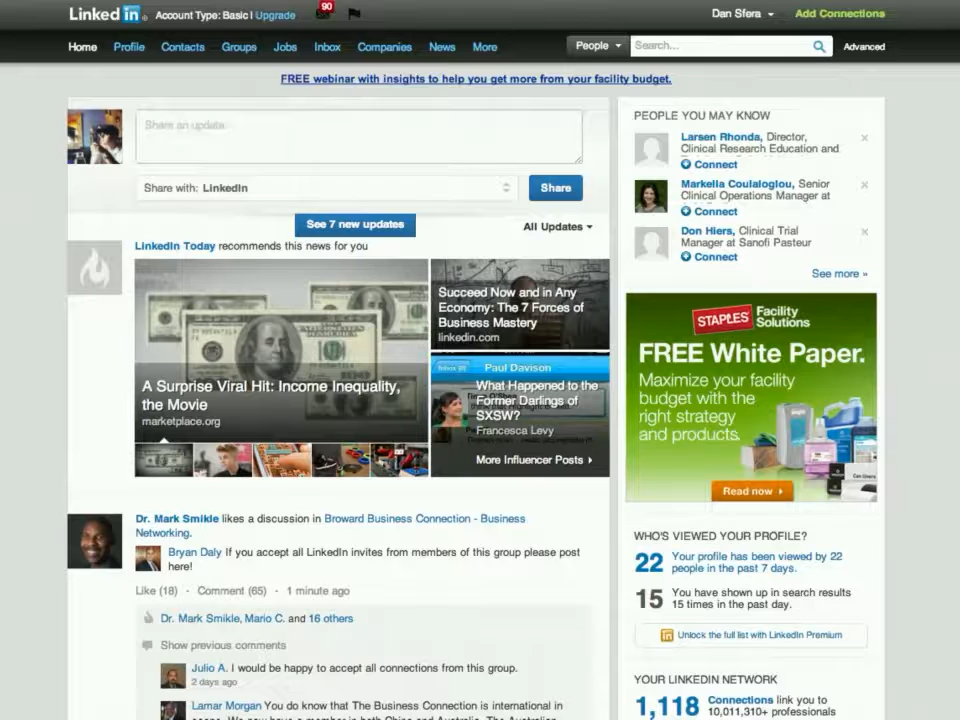 Linked in
Account Type: Basic | Upgrade
90
Dan Sfera
Add Connections
Home Profile Contacts Groups Jobs Inbox Companies News More
People
Search...
Advanced
FREE webinar with insights to help you get more from your facility budget.
Share an update
Share with: LinkedIn
Share
See 7 new updates
All Updates
LinkedIn Today recommends this news for you
A Surprise Viral Hit: Income Inequality,
the Movie
marketplace.org
Succeed Now and in Any
Economy: The 7 Forces of
Business Mastery
linkedin.com
Paul Davison
What Happened to the
Former Darlings of
SXSW?
Francesca Levy
More Influencer Posts
Dr. Mark Smikle likes a discussion in Broward Business Connection - Business
Networking.
Bryan Daly If you accept all LinkedIn invites from members of this group please post
here!
Like (18) · Comment (65) · 1 minute ago
Dr. Mark Smikle, Mario C. and 16 others
Show previous comments
Julio A. I would be happy to accept all connections from this group.
2 days ago
Lamar Morgan You do know that The Business Connection is international in
PEOPLE YOU MAY KNOW
Larsen Rhonda, Director,
Clinical Research Education and
Connect
Markella Coulaloglou, Senior
Clinical Operations Manager at
Connect
Don Hiers, Clinical Trial
Manager at Sanofi Pasteur
Connect
See more »
STAPLES Facility
Solutions
FREE White Paper.
Maximize your facility
budget with the
right strategy
and products.
Read now
WHO'S VIEWED YOUR PROFILE?
22 Your profile has been viewed by 22
people in the past 7 days.
15 You have shown up in search results
15 times in the past day.
Unlock the full list with LinkedIn Premium
YOUR LINKEDIN NETWORK
1,118 Connections link you to
10,011,310+ professionals